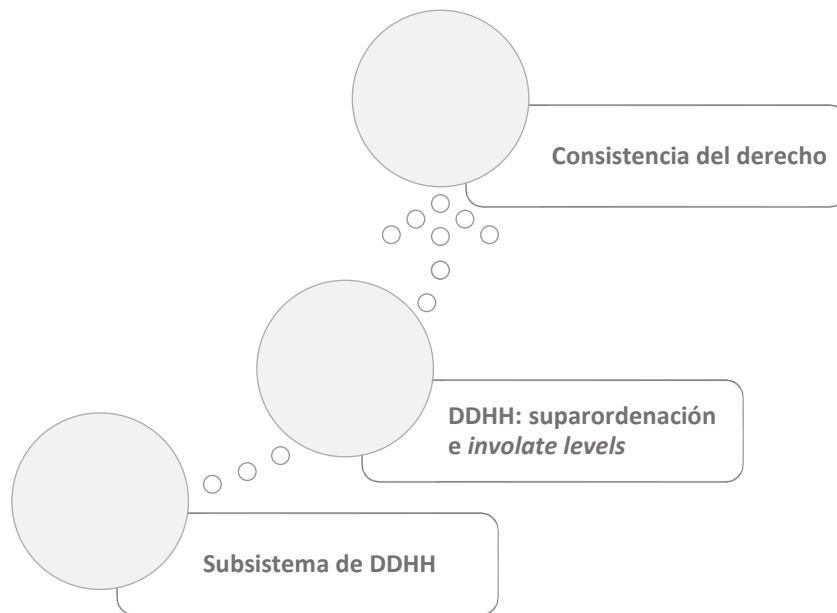 Consistencia del derecho
DDHH: suparordenación
e involate levels
Subsistema de DDHH